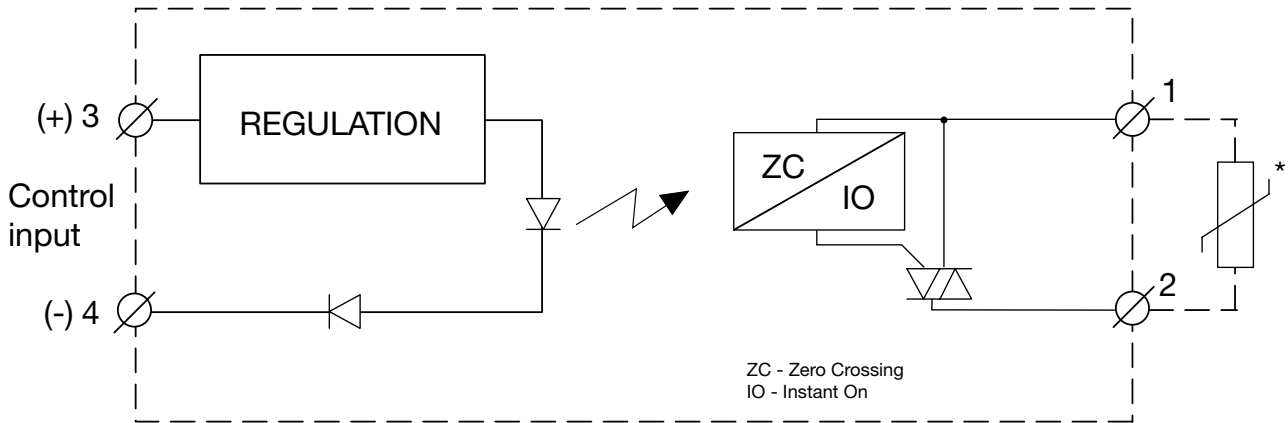 (+) 3
REGULATION
Control
input
(-) 4
ZC
IO
1
*
2
ZC - Zero Crossing
IO - Instant On